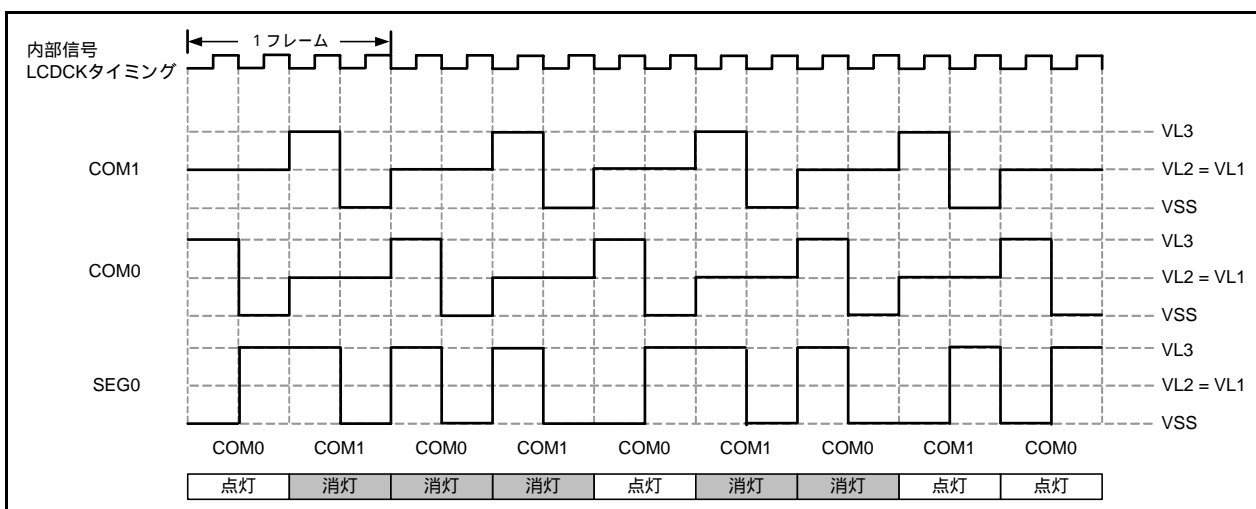 内部信号
LCDCKタイミング
1フレーム
COM1
VL3
VL2 = VL1
VSS
COM0
VL3
VL2 = VL1
VSS
SEG0
VL3
VL2 = VL1
VSS
COM0 COM1 COM0 COM1 COM0 COM1 COM0 COM1 COM0
点灯 消灯 消灯 消灯 点灯 消灯 消灯 点灯 点灯